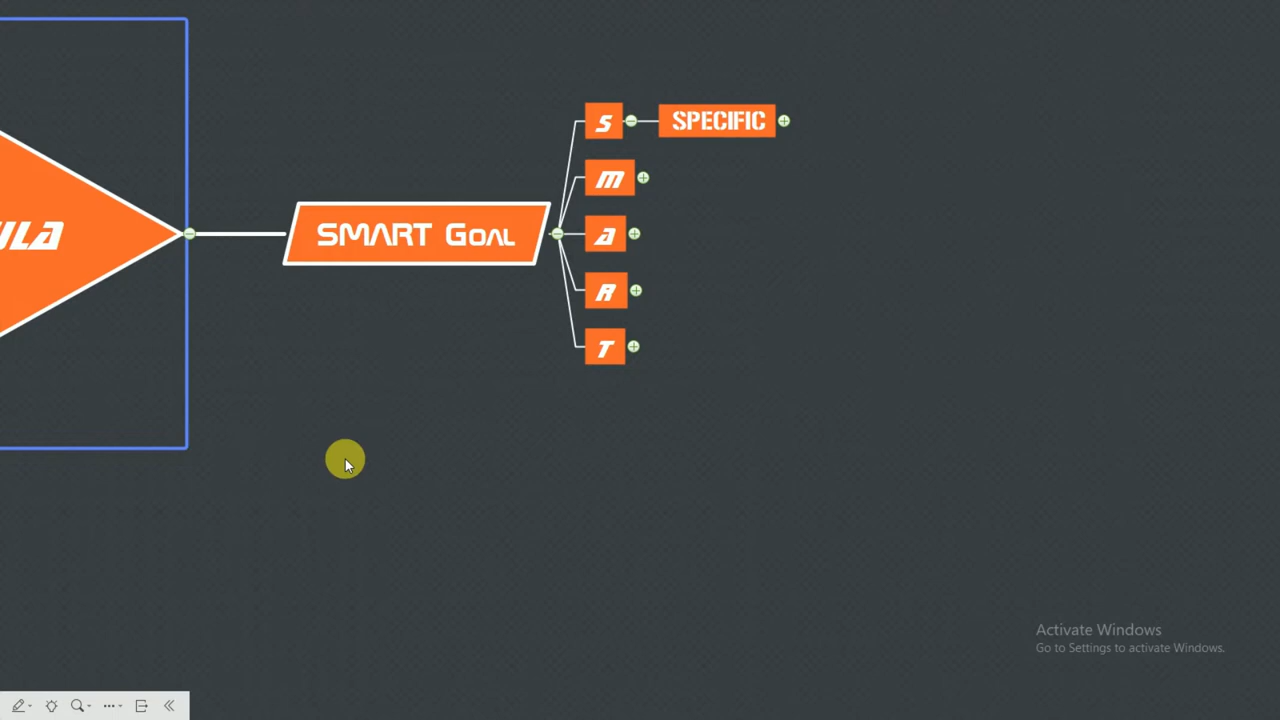 ULA
SMART Goal
S
SPECIFIC
M
A
R
T
Activate Windows
Go to Settings to activate Windows.